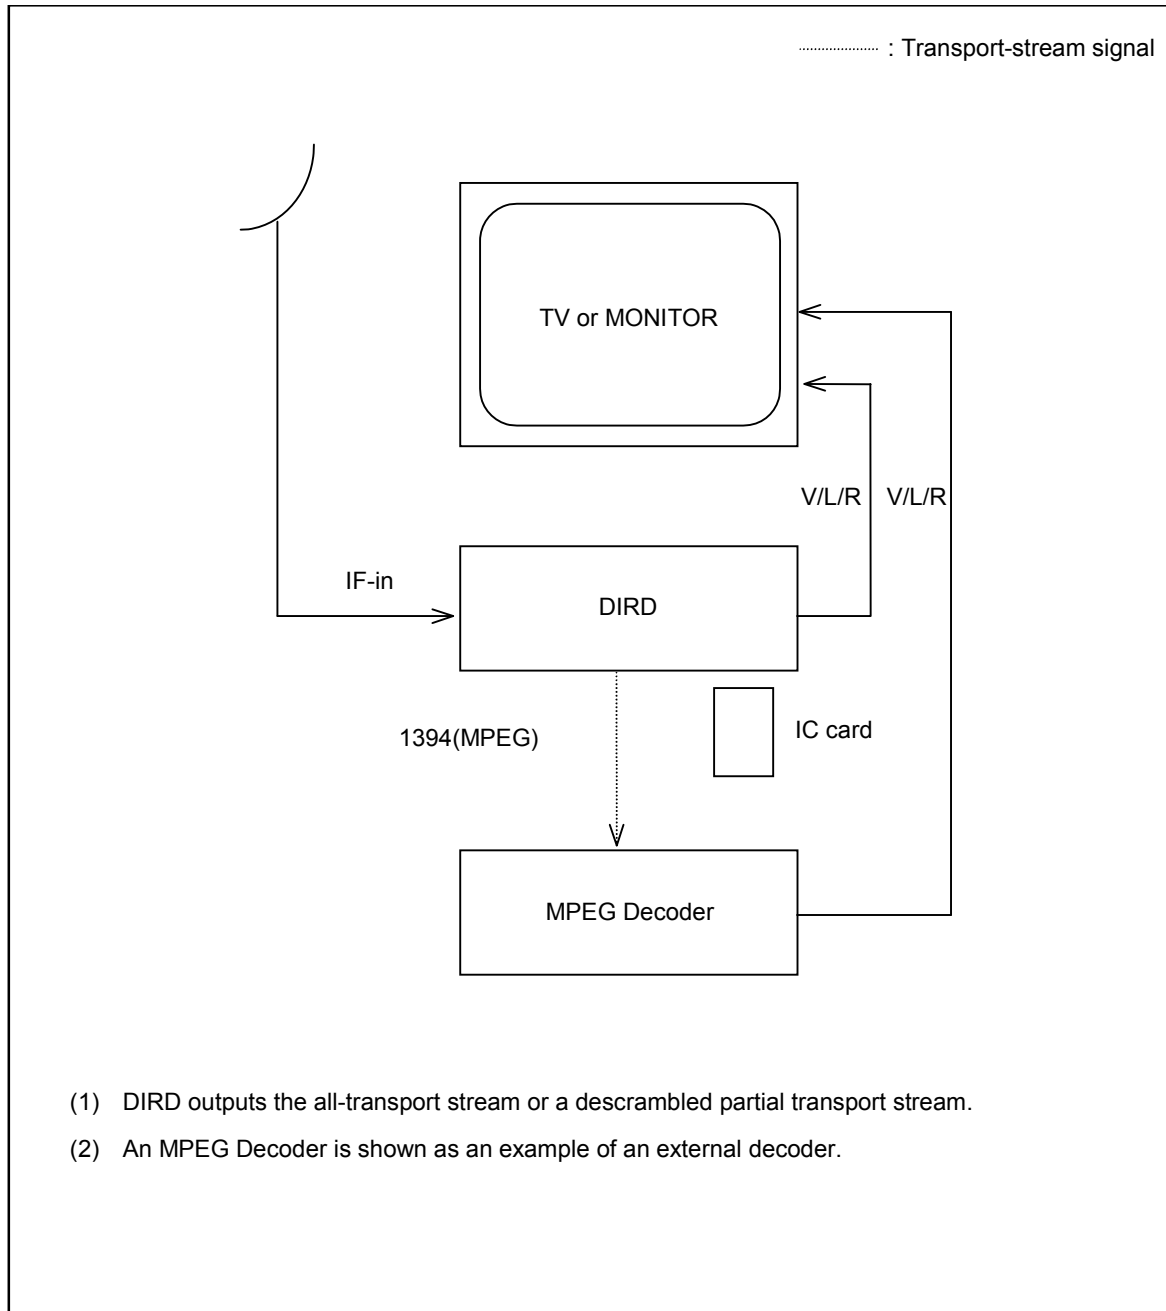 : Transport-stream signal
TV or MONITOR
V/L/R V/L/R
IF-in
DIRD
1394(MPEG)
IC card
MPEG Decoder
(1) DIRD outputs the all-transport stream or a descrambled partial transport stream.
(2) An MPEG Decoder is shown as an example of an external decoder.